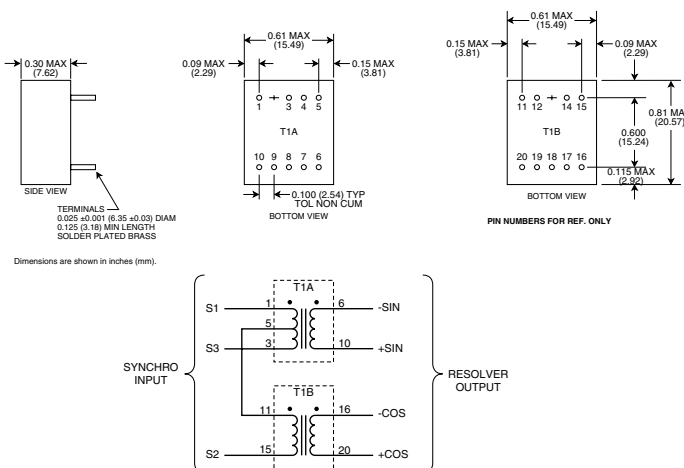 0.30 MAX
(7.62)
SIDE VIEW
TERMINALS
0.025 ±0.001 (6.35 ±0.03) DIAM
0.125 (3.18) MIN LENGTH
SOLDER PLATED BRASS
Dimensions are shown in inches (mm).
0.61 MAX
(15.49)
0.09 MAX
(2.29)
0.15 MAX
(3.81)
1 3 4 5
T1A
10 9 8 7 6
0.100 (2.54) TYP
TOL NON CUM
BOTTOM VIEW
0.61 MAX
(15.49)
0.15 MAX
(3.81)
0.09 MAX
(2.29)
11 12 14 15
T1B
20 19 18 17 16
0.81 MA
(20.57)
0.600
(15.24)
0.115 MAX
(2.92)
BOTTOM VIEW
PIN NUMBERS FOR REF. ONLY
T1A
S1 1 6 -SIN
5
S3 3 10 +SIN
SYNCHRO
INPUT
RESOLVER
OUTPUT
T1B
11 16 -COS
S2 15 20 +COS